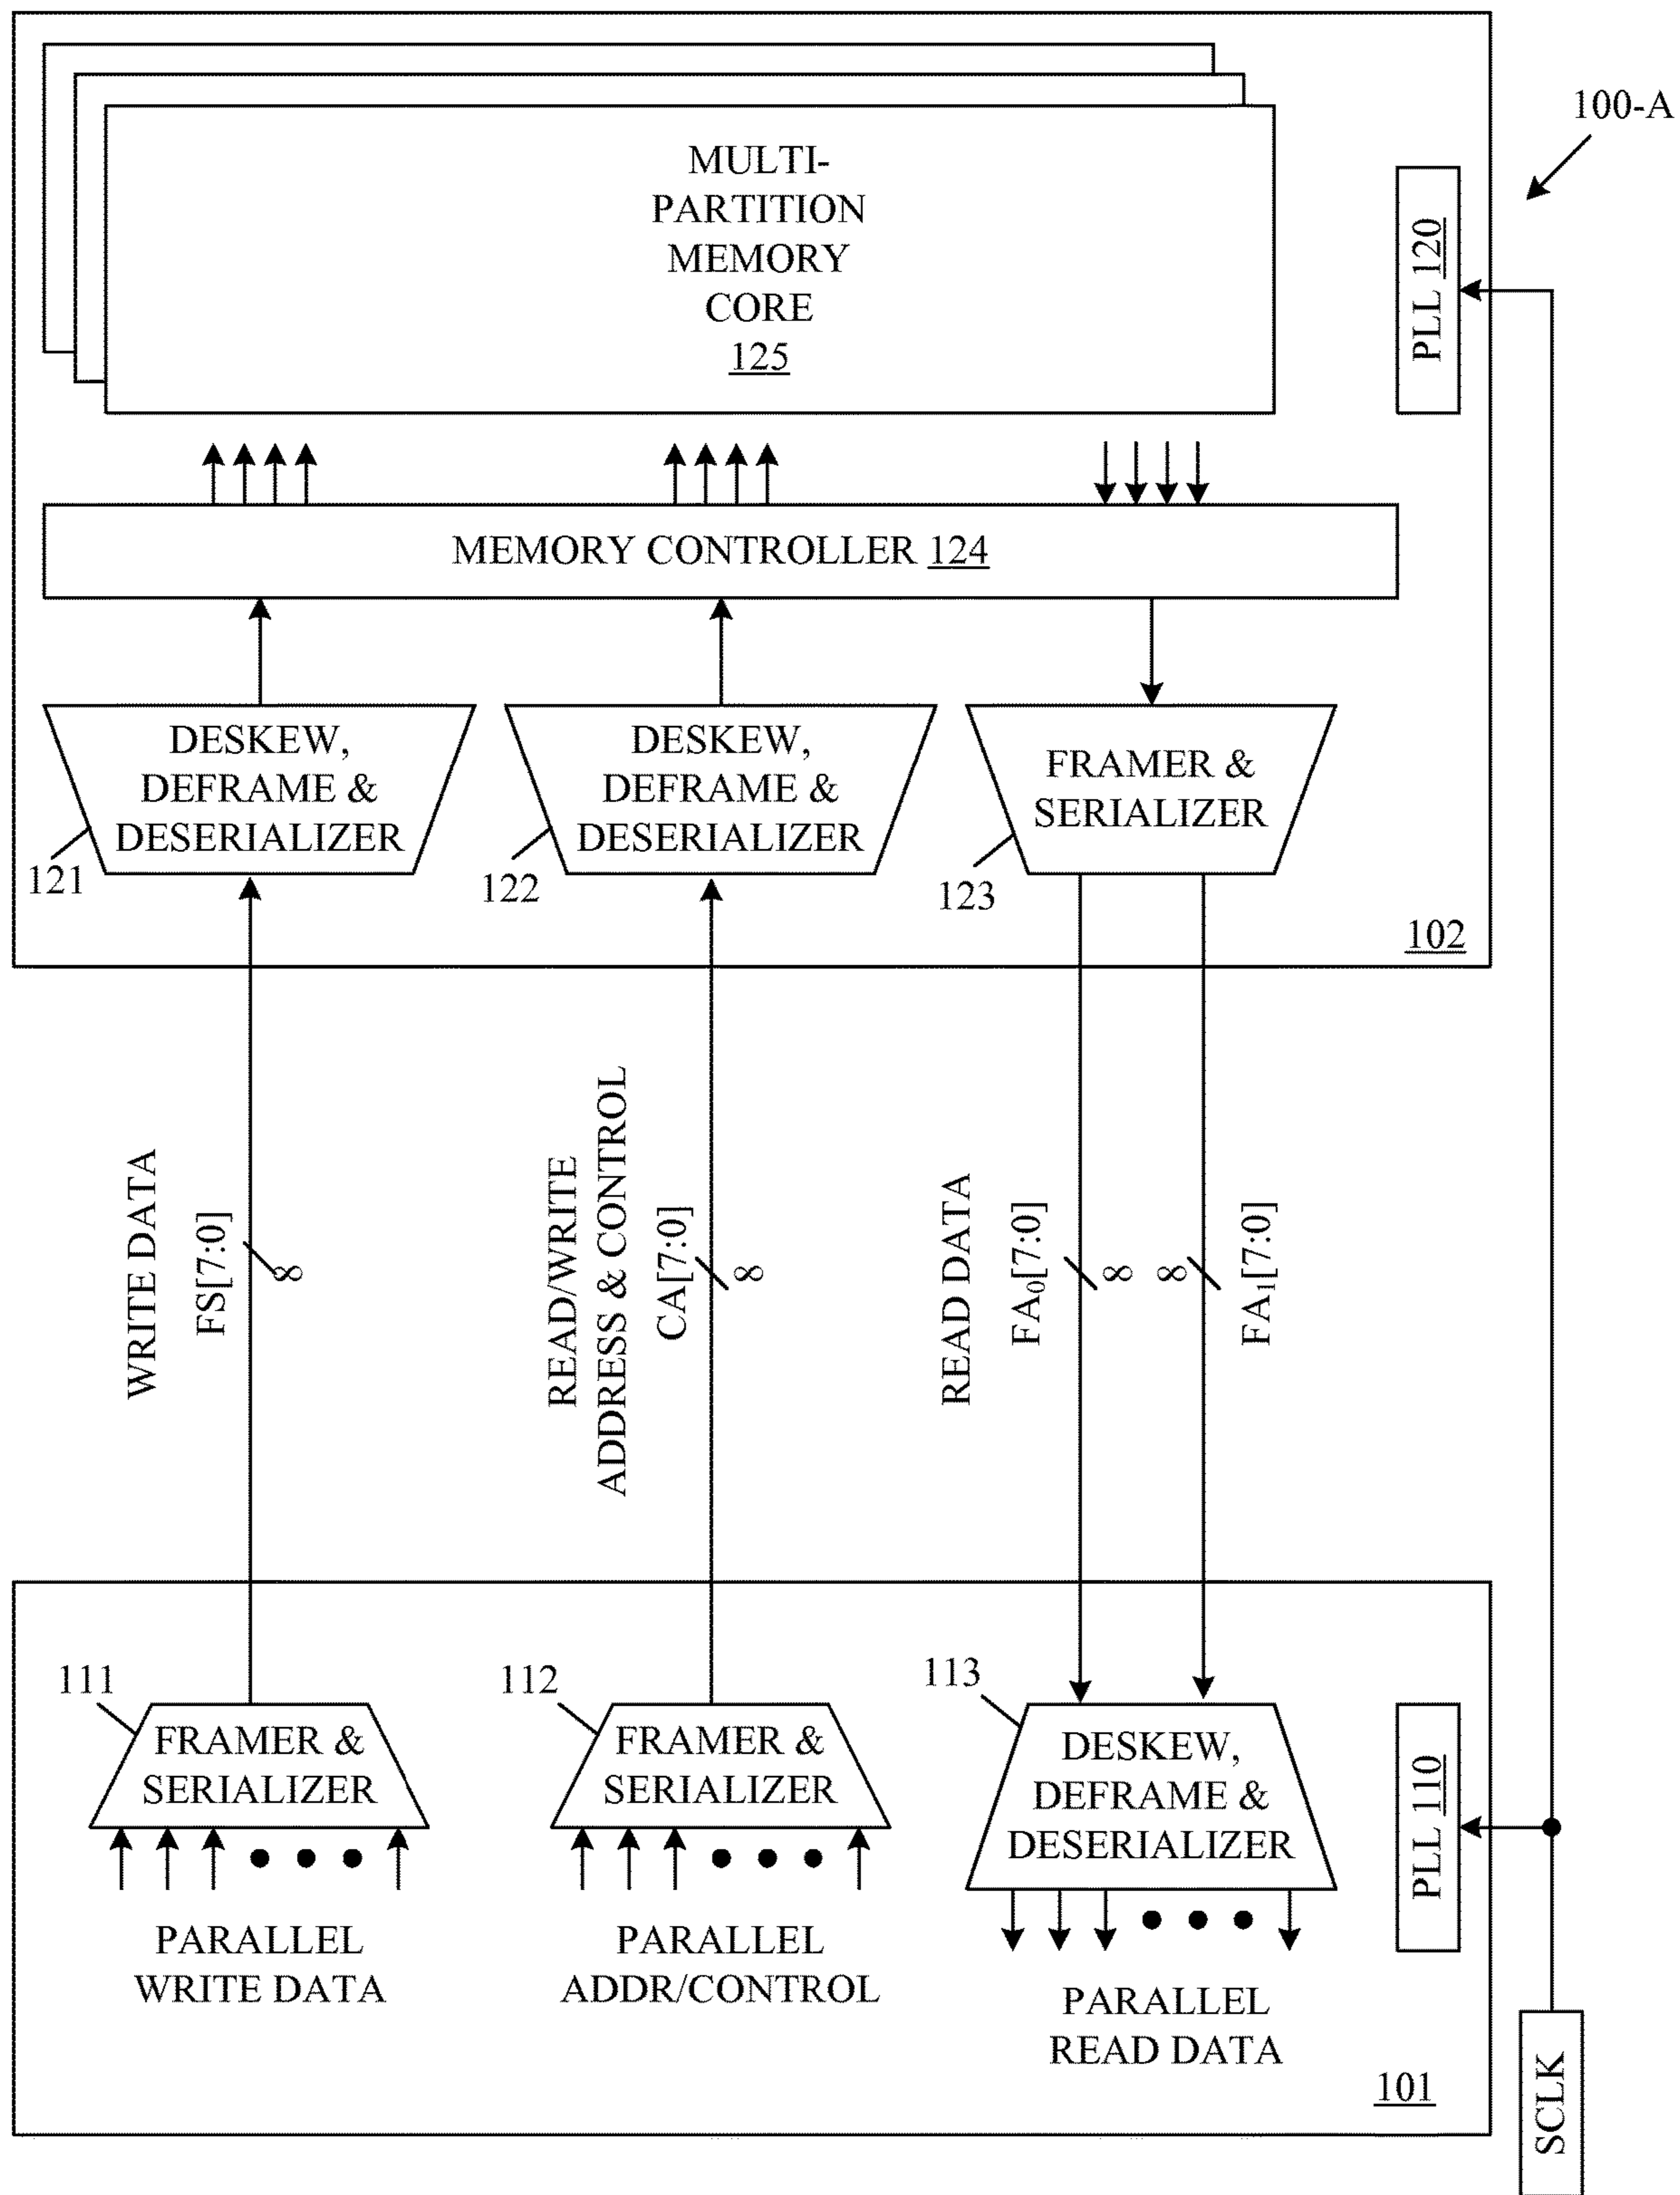 100-A
MULTI-
PARTITION
MEMORY
CORE
125
PLL 120
MEMORY CONTROLLER 124
DESKEW,
DEFRAME &
DESERIALIZER
121
DESKEW,
DEFRAME &
DESERIALIZER
122
FRAMER &
SERIALIZER
123
102
WRITE DATA
FS[7:0]
8
READ/WRITE
ADDRESS & CONTROL
CA[7:0]
8
READ DATA
FA₀[7:0]
8
8
FA₁[7:0]
111
FRAMER &
SERIALIZER
PARALLEL
WRITE DATA
112
FRAMER &
SERIALIZER
PARALLEL
ADDR/CONTROL
113
DESKEW,
DEFRAME &
DESERIALIZER
PARALLEL
READ DATA
PLL 110
101
SCLK